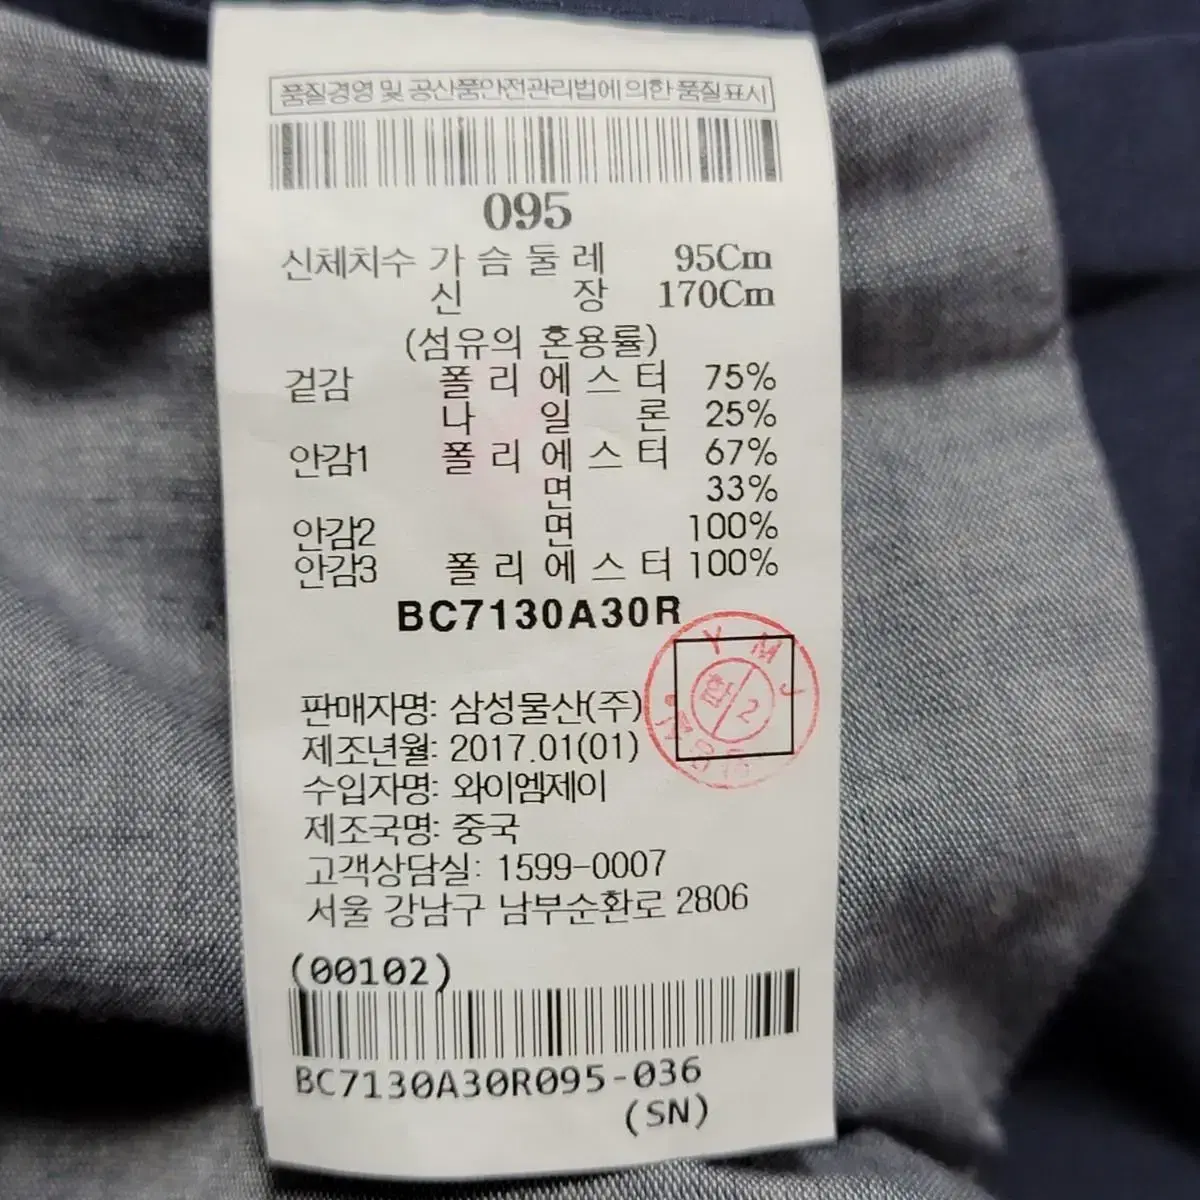 품질경영 및 공산품안전관리법에 의한 품질표시
095
신체치수 가슴둘레 95Cm
신장 170Cm
(섬유의 혼용률)
겉감 폴리에스터 75%
나일론 25%
안감1 폴리에스터 67%
면 33%
안감2 면 100%
안감3 폴리에스터 100%
BC7130A30R
Y M J
합 2
판매자명: 삼성물산(주)
제조년월: 2017.01(01)
수입자명: 와이엠제이
제조국명: 중국
고객상담실: 1599-0007
서울 강남구 남부순환로 2806
(00102)
BC7130A30R095-036
(SN)